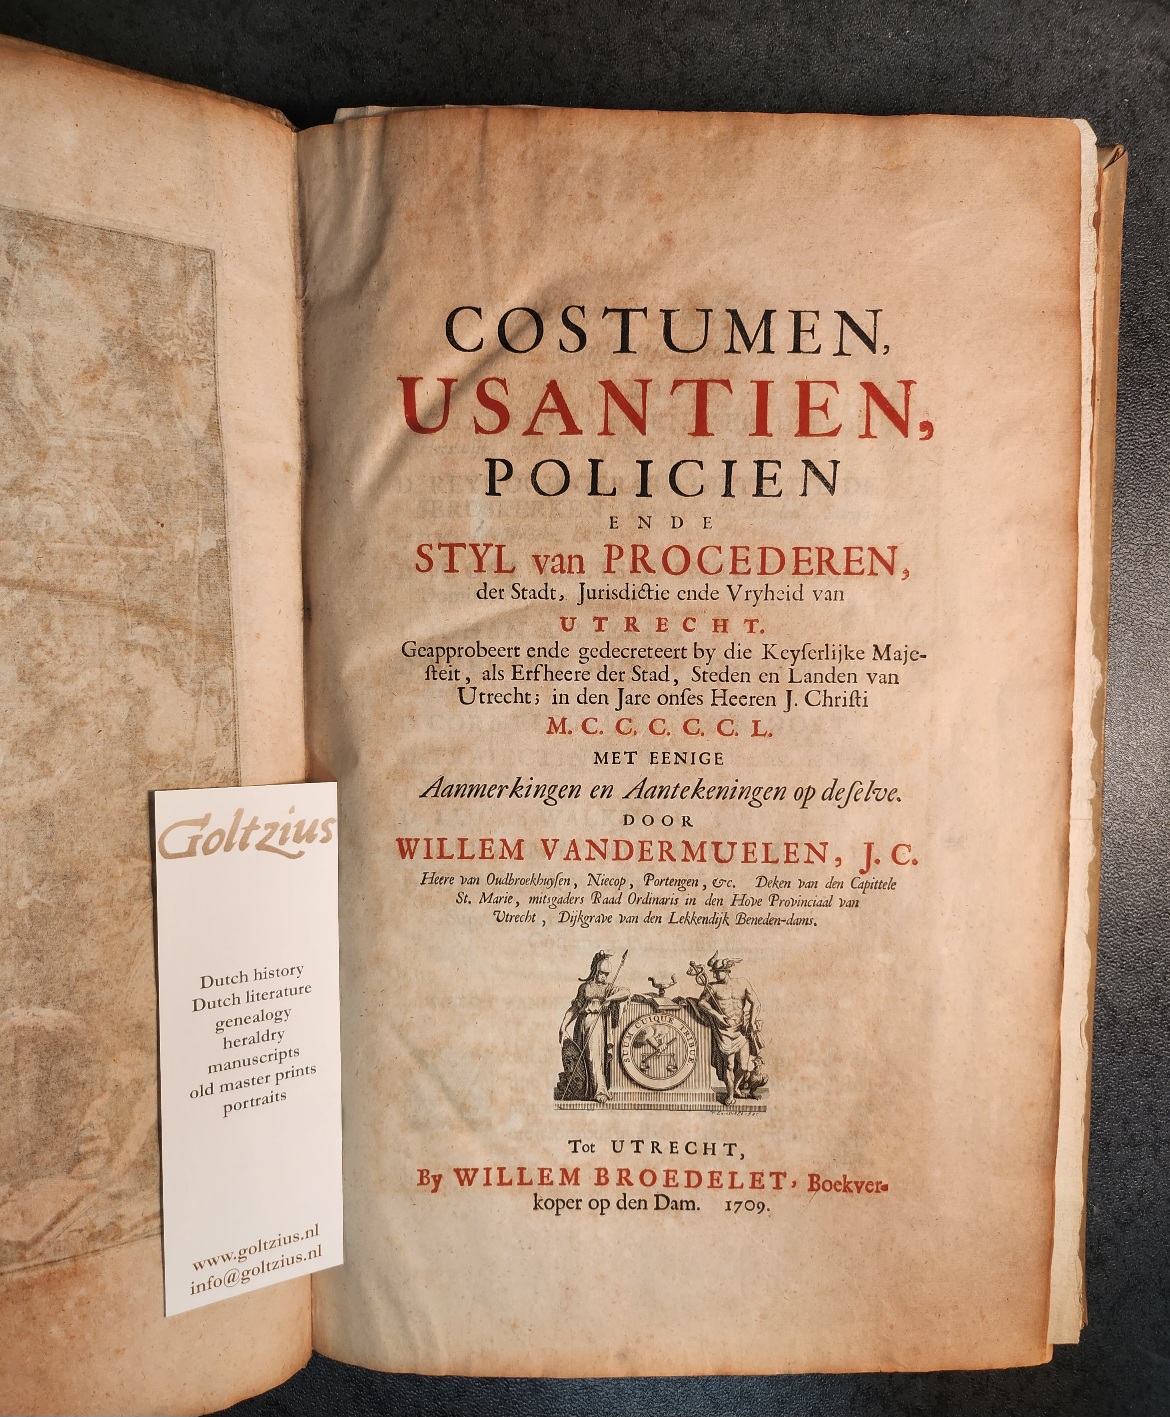 COSTUMEN,
USANTIEN,
POLICIEN
ENDE
STYL van PROCEDEREN,
der Stadt, Jurisdictie ende Vryheid van
UTRECHT.
Geapprobeert ende gedecreteert by die Keyſerlijke Maje-
ſteit, als Erfheere der Stad, Steden en Landen van
Utrecht; in den Jare onſes Heeren J. Chriſti
M. C. C. C. C. C. L.
MET EENIGE
Aanmerkingen en Aantekeningen op deſelve.
DOOR
WILLEM VANDERMUELEN, J. C.
Heere van Oudbroekhuyſen, Niecop, Portengen, &c. Deken van den Capittele
St. Marie, mitsgaders Raad Ordinaris in den Hove Provinciaal van
Utrecht, Dijkgrave van den Lekkendijk Beneden-dams.
SUUM CUIQUE TRIBUE
Tot UTRECHT,
By WILLEM BROEDELET, Boekver-
koper op den Dam. 1709.
Goltzius
Dutch history
Dutch literature
genealogy
heraldry
manuscripts
old master prints
portraits
www.goltzius.nl
info@goltzius.nl